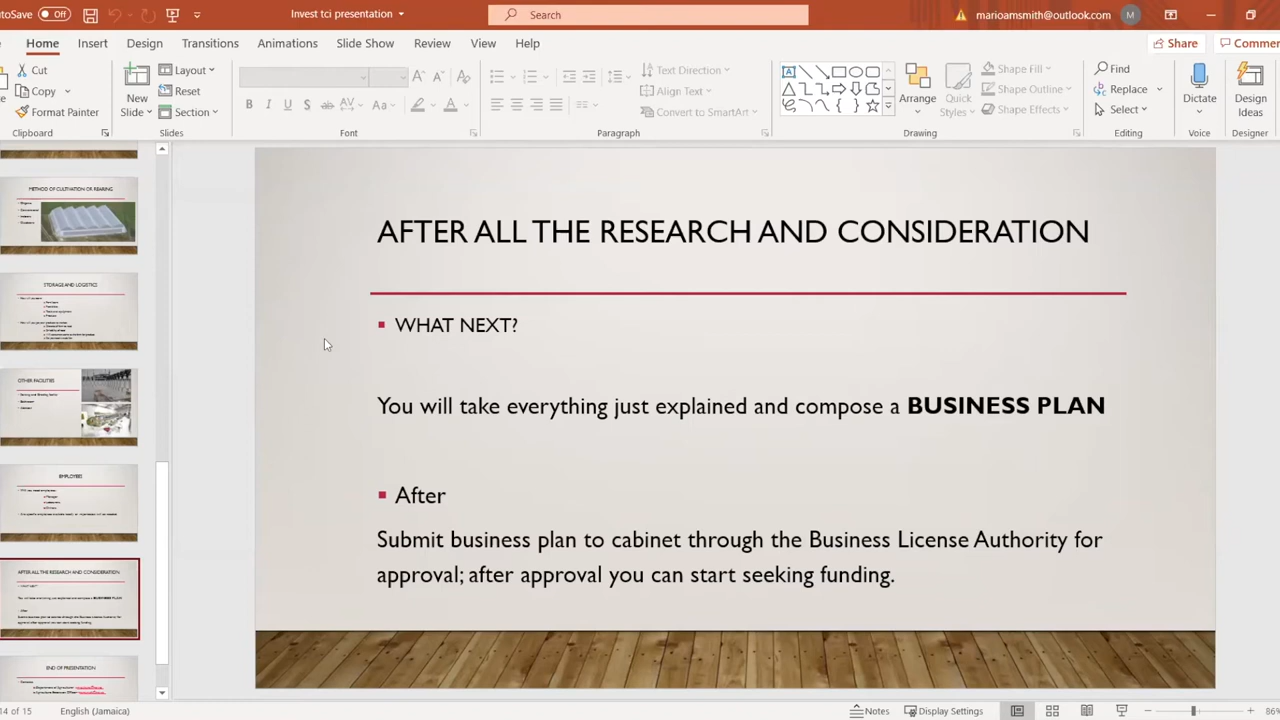 utoSave Off
Invest tci presentation
Search
marioamsmith@outlook.com M
Home Insert Design Transitions Animations Slide Show Review View Help
Share
Commen
Cut
Copy
Format Painter
Clipboard
New
Slide
Layout
Reset
Section
Slides
Font
Text Direction
Align Text
Convert to SmartArt
Paragraph
Arrange
Quick
Styles
Shape Fill
Shape Outline
Shape Effects
Drawing
Find
Replace
Select
Editing
Dictate
Voice
Design
Ideas
Designer
METHOD OF CULTIVATION OR REARING
STORAGE AND LOGISTICS
OTHER FACILITIES
EMPLOYEES
AFTER ALL THE RESEARCH AND CONSIDERATION
END OF PRESENTATION
AFTER ALL THE RESEARCH AND CONSIDERATION
WHAT NEXT?
You will take everything just explained and compose a BUSINESS PLAN
After
Submit business plan to cabinet through the Business License Authority for
approval; after approval you can start seeking funding.
14 of 15
English (Jamaica)
Notes
Display Settings
86%